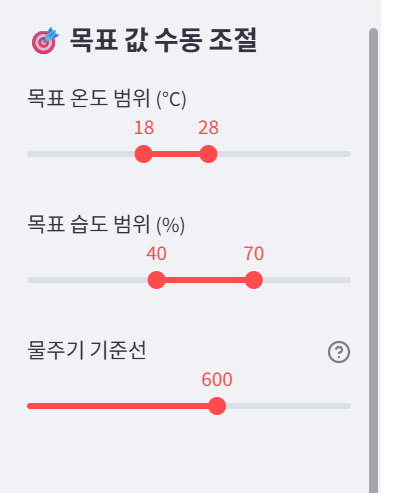 🎯 목표 값 수동 조절
목표 온도 범위 (°C)
18 28
목표 습도 범위 (%)
40 70
물주기 기준선 ?
600